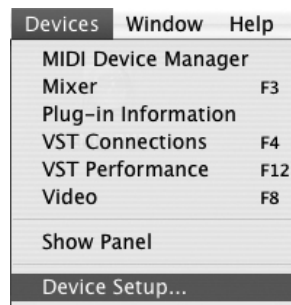 Devices Window Help
MIDI Device Manager
Mixer F3
Plug-in Information
VST Connections F4
VST Performance F12
Video F8
Show Panel
Device Setup...